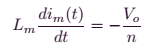 L_m \frac{di_m(t)}{dt} = -\frac{V_o}{n}